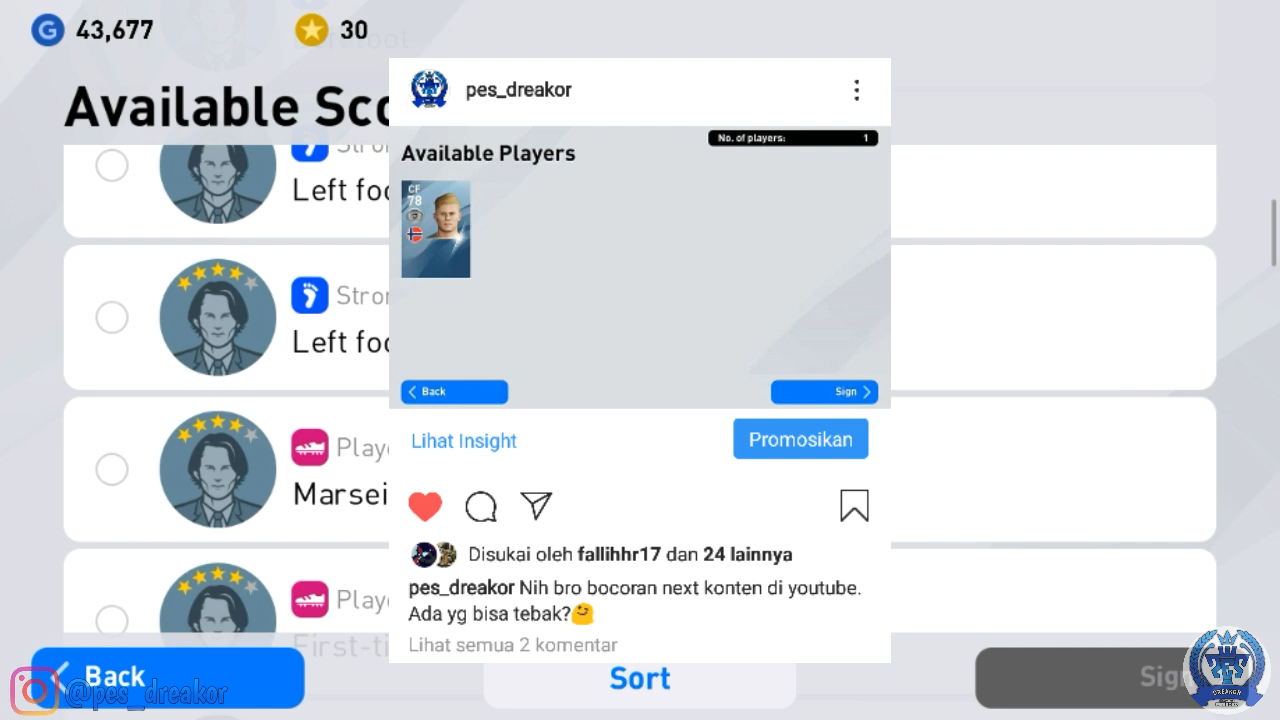 43,677
30
Available Sco
pes_dreakor
No. of players: 1
Available Players
CF
78
Left foo
Stron
Left foo
Back
Sign
Playe
Marsei
Lihat Insight
Promosikan
Disukai oleh fallihhr17 dan 24 lainnya
pes_dreakor Nih bro bocoran next konten di youtube.
Ada yg bisa tebak?
Lihat semua 2 komentar
Playe
First-ti
Back
Sort
Sig
@pes_dreakor